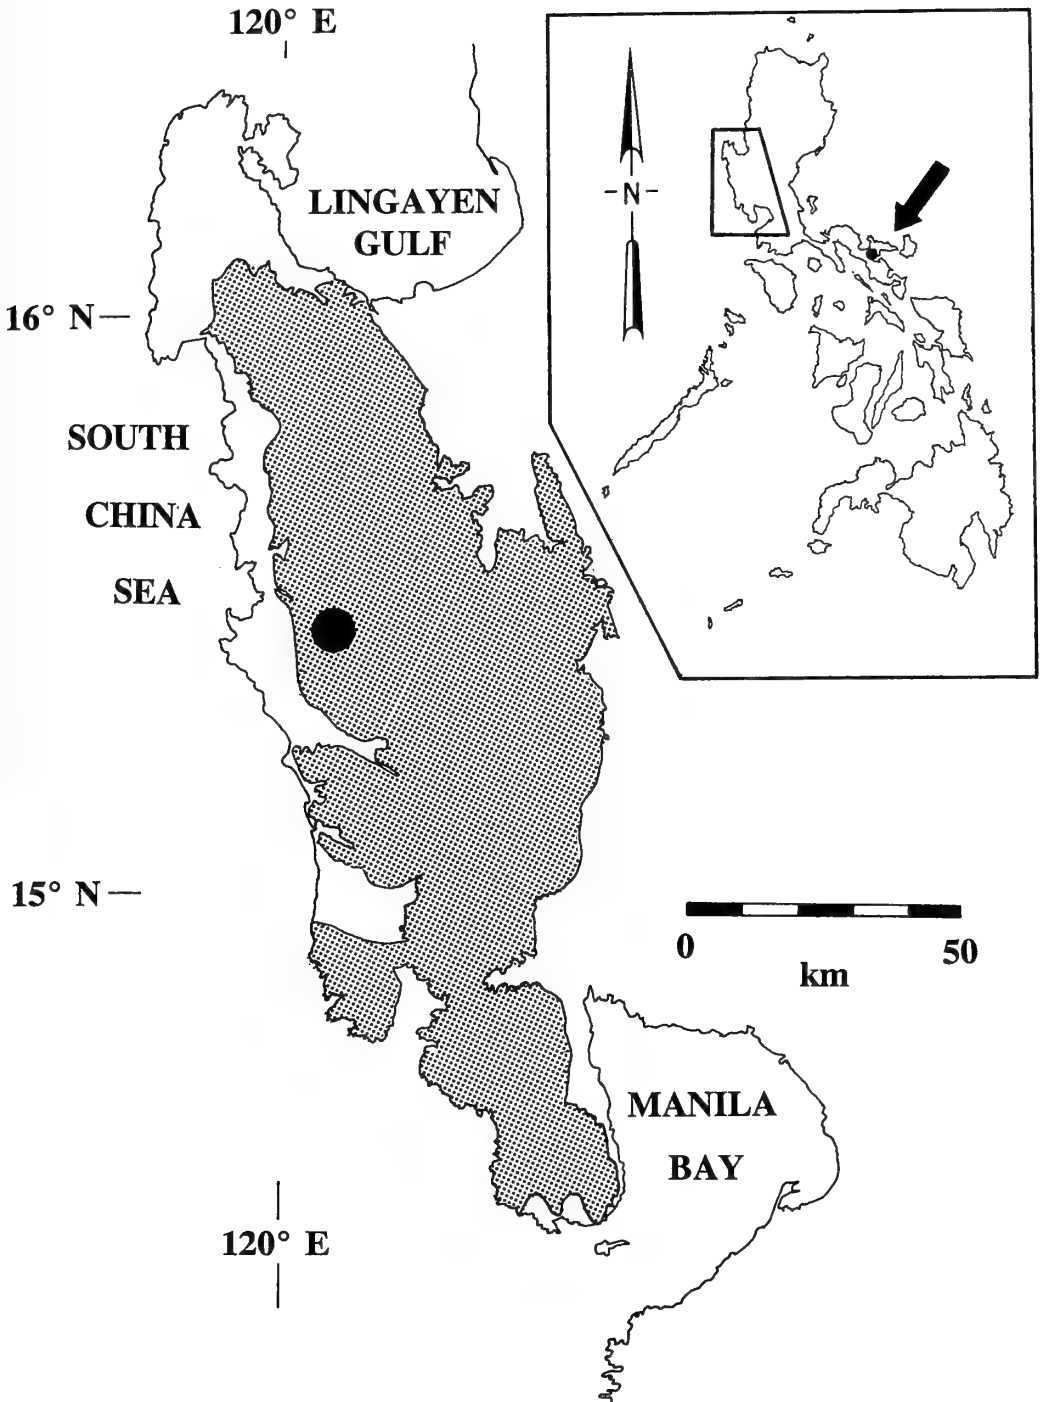 120° E
LINGAYEN
GULF
-N-
16° N
SOUTH
CHINA
SEA
15° N
0 50
km
MANILA
BAY
120° E